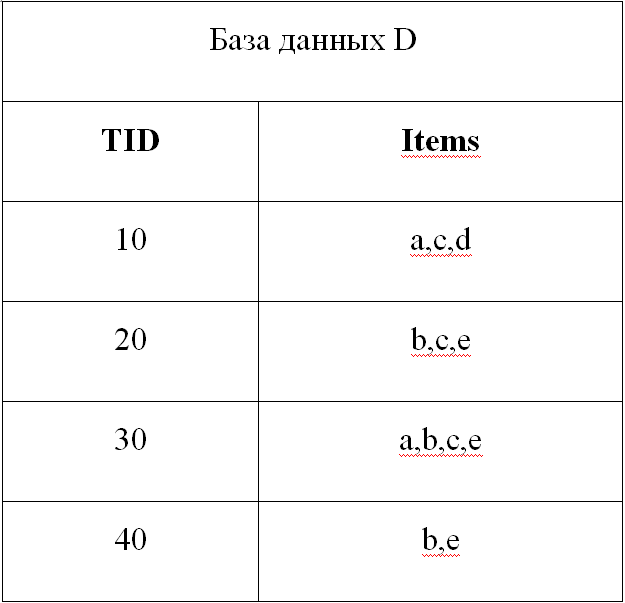 База данных D
TID Items
10 a,c,d
20 b,c,e
30 a,b,c,e
40 b,e